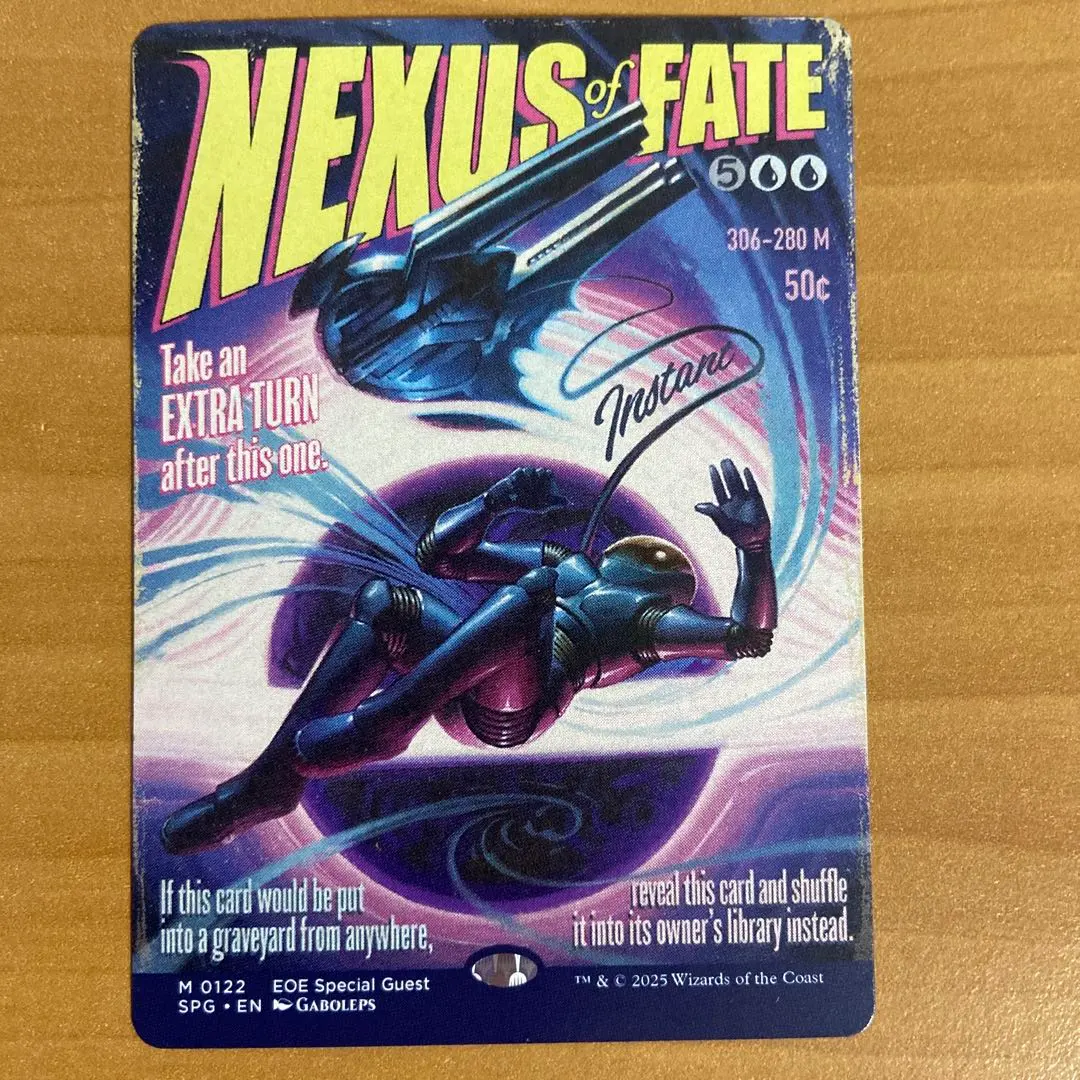 NEXUS of FATE
5
306-280 M
50¢
Take an
EXTRA TURN
after this one.
Instant
If this card would be put
into a graveyard from anywhere,
reveal this card and shuffle
it into its owner's library instead.
M 0122 EOE Special Guest
SPG • EN GABOLEPS
™ & © 2025 Wizards of the Coast